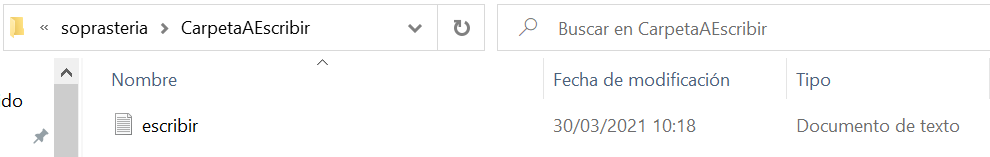 « soprasteria > CarpetaAEscribir
Buscar en CarpetaAEscribir
Nombre
Fecha de modificación
Tipo
do
escribir
30/03/2021 10:18
Documento de texto